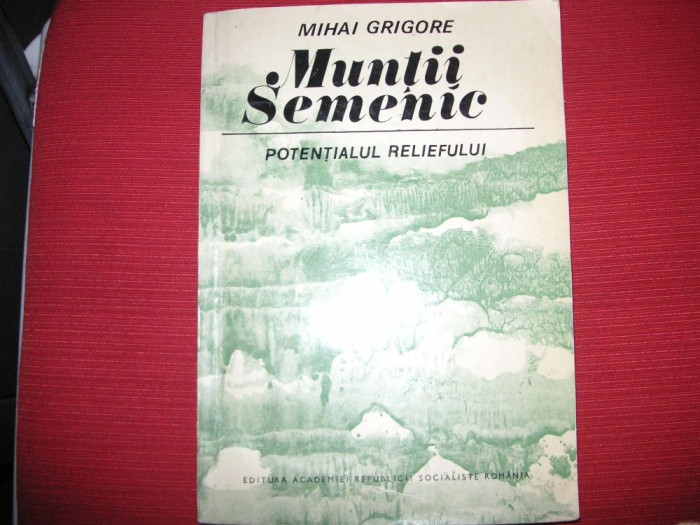 MIHAI GRIGORE
Munții
Semenic
POTENȚIALUL RELIEFULUI
EDITURA ACADEMIEI REPUBLICII SOCIALISTE ROMÂNIA